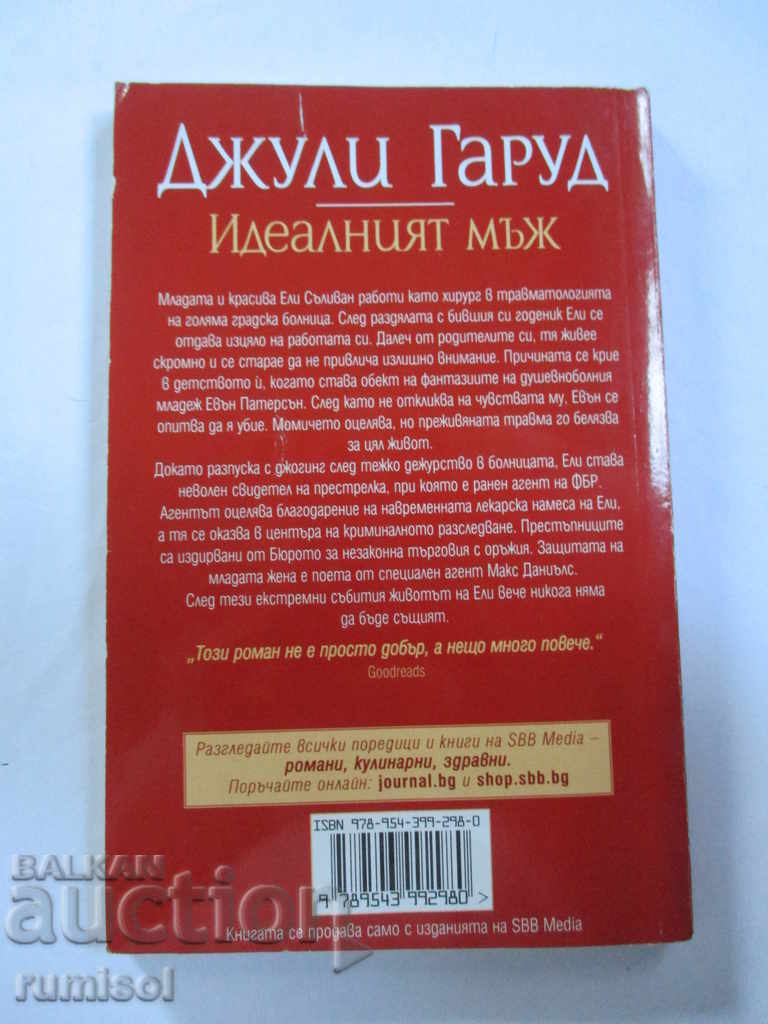 Джули Гаруд
Идеалният мъж
Младата и красива Ели Съливан работи като хирург в травматологията
на голяма градска болница. След раздялата с бившия си годеник Ели се
отдава изцяло на работата си. Далеч от родителите си, тя живее
скромно и се старае да не привлича излишно внимание. Причината се крие
в детството ѝ, когато става обект на фантазиите на душевноболния
младеж Евън Патерсън. След като не откликва на чувствата му, Евън се
опитва да я убие. Момичето оцелява, но преживяната травма го белязва
за цял живот.
Докато разпуска с джогинг след тежко дежурство в болницата, Ели става
неволен свидетел на престрелка, при която е ранен агент на ФБР.
Агентът оцелява благодарение на навременната лекарска намеса на Ели,
а тя се оказва в центъра на криминалното разследване. Престъпниците
са издирвани от Бюрото за незаконна търговия с оръжия. Защитата на
младата жена е поета от специален агент Макс Даниълс.
След тези екстремни събития животът на Ели вече никога няма
да бъде същият.
„Този роман не е просто добър, а нещо много повече.“
Goodreads
Разгледайте всички поредици и книги на SBB Media –
романи, кулинарни, здравни.
Поръчайте онлайн: journal.bg и shop.sbb.bg
ISBN 978-954-399-298-0
9 789543 992980 >
Книгата се продава само с изданията на SBB Media
BALKAN
auction
rumisol